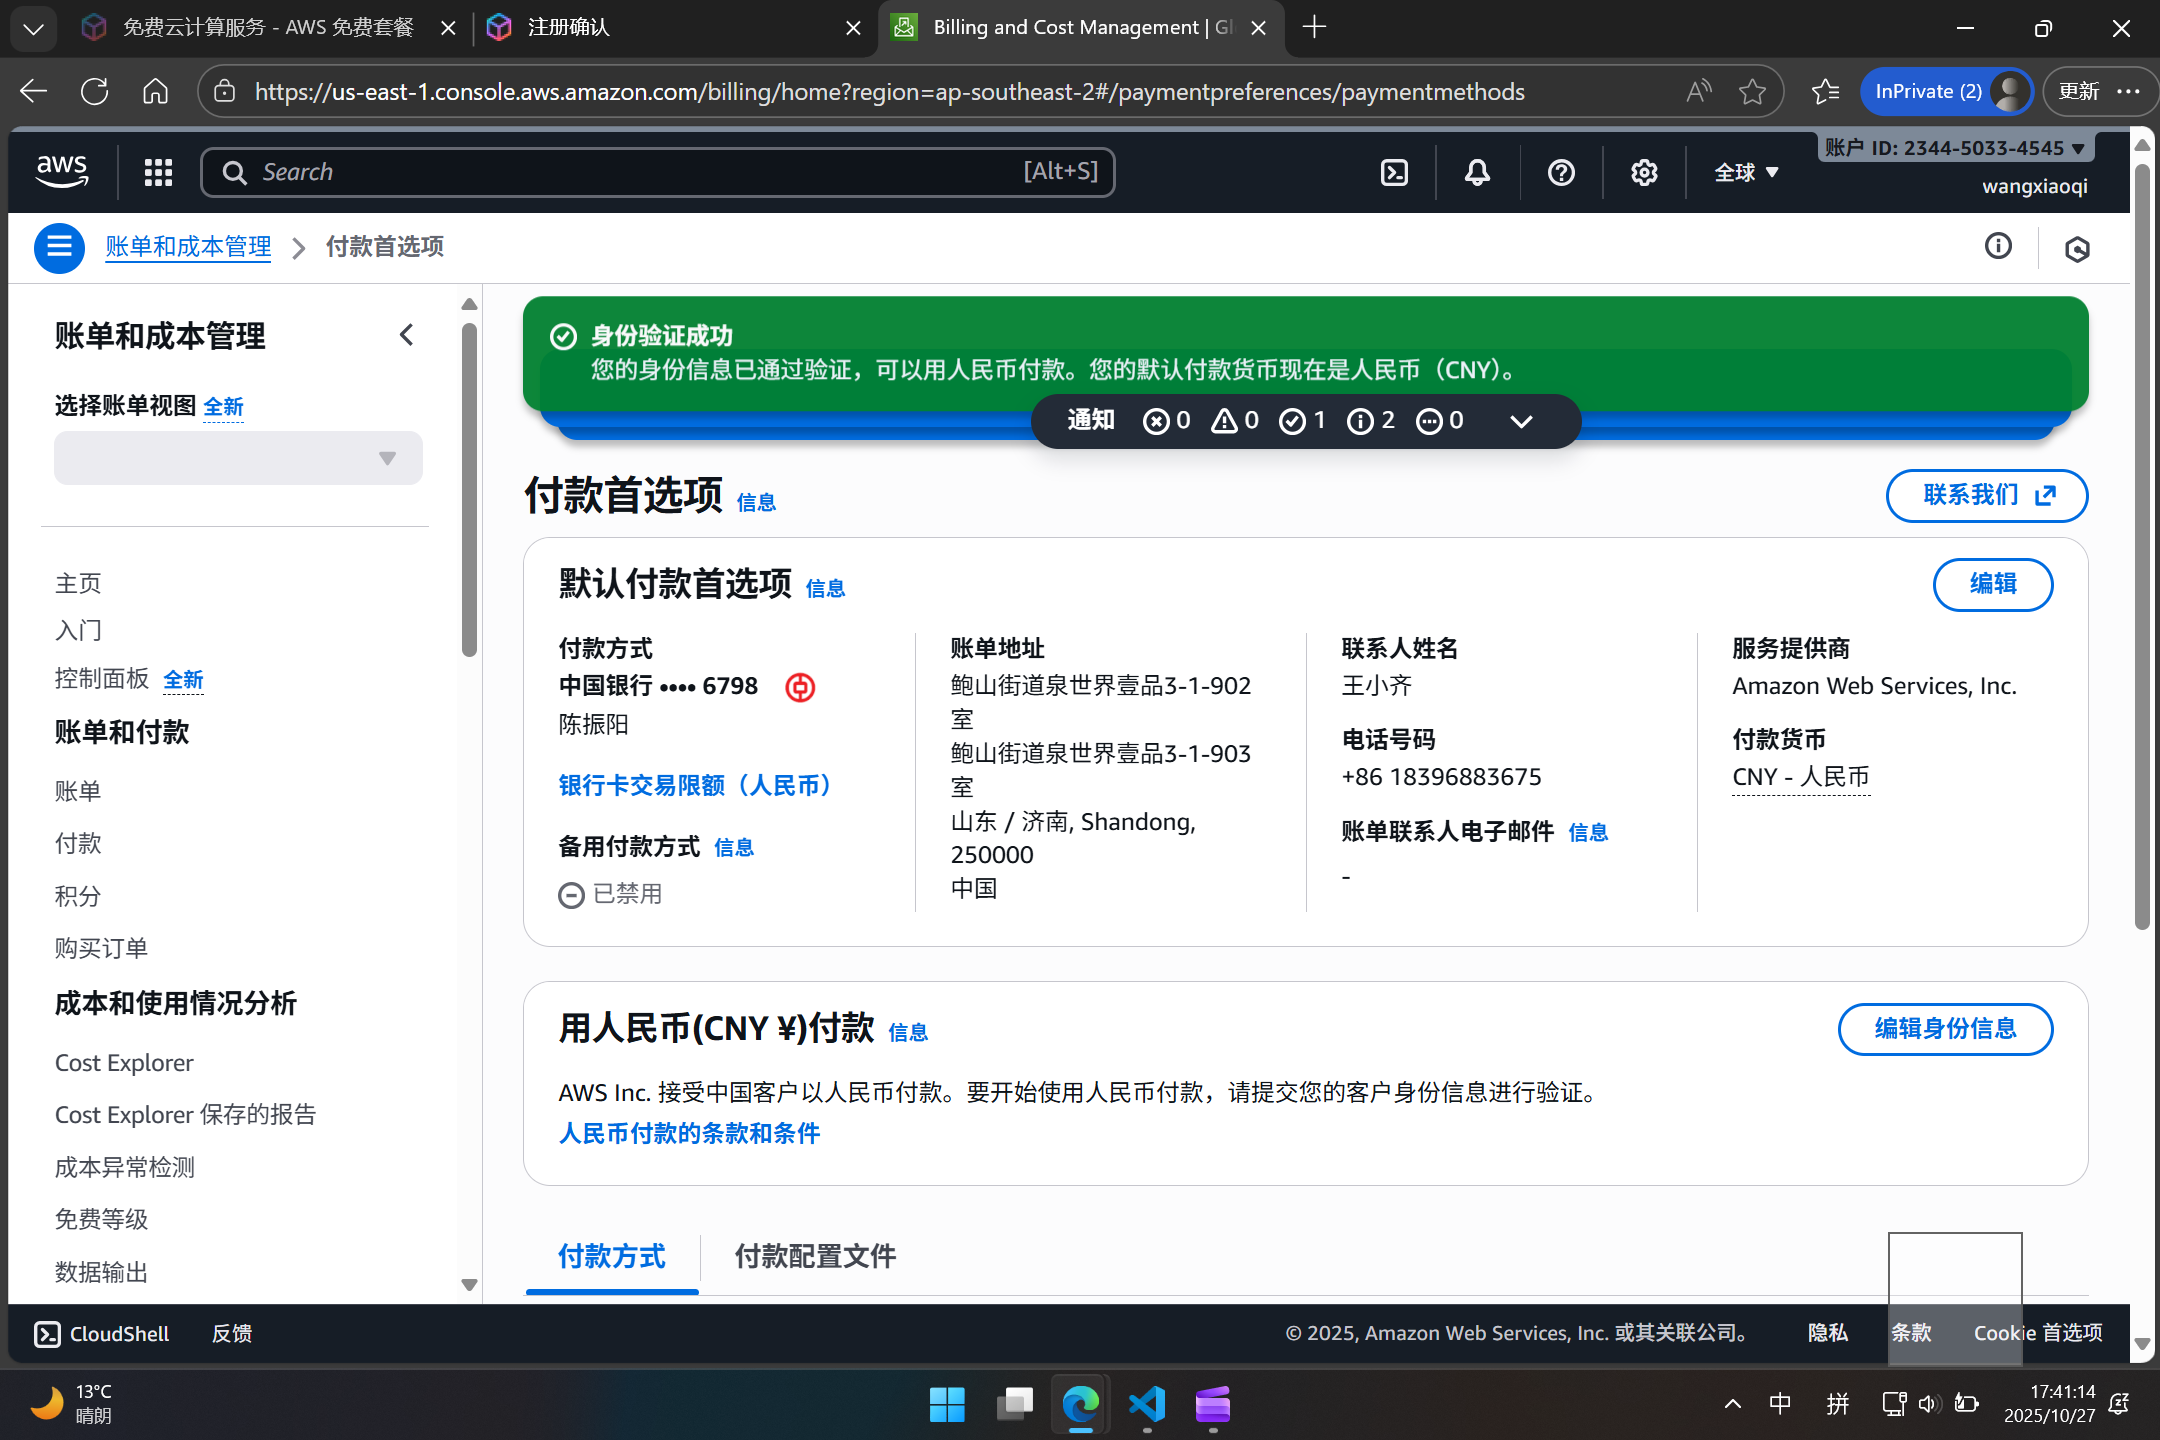 免费云计算服务 - AWS 免费套餐
注册确认
Billing and Cost Management | Gl
https://us-east-1.console.aws.amazon.com/billing/home?region=ap-southeast-2#/paymentpreferences/paymentmethods
InPrivate (2)
更新
aws
Search
[Alt+S]
全球
账户 ID: 2344-5033-4545
wangxiaoqi
账单和成本管理
付款首选项
账单和成本管理
选择账单视图 全新
主页
入门
控制面板 全新
账单和付款
账单
付款
积分
购买订单
成本和使用情况分析
Cost Explorer
Cost Explorer 保存的报告
成本异常检测
免费等级
数据输出
身份验证成功
您的身份信息已通过验证，可以用人民币付款。您的默认付款货币现在是人民币（CNY）。
通知 0 0 1 2 0
付款首选项 信息
联系我们
默认付款首选项 信息
编辑
付款方式
中国银行 •••• 6798
陈振阳
银行卡交易限额（人民币）
备用付款方式 信息
已禁用
账单地址
鲍山街道泉世界壹品3-1-902
室
鲍山街道泉世界壹品3-1-903
室
山东 / 济南, Shandong,
250000
中国
联系人姓名
王小齐
电话号码
+86 18396883675
账单联系人电子邮件 信息
-
服务提供商
Amazon Web Services, Inc.
付款货币
CNY - 人民币
用人民币(CNY ¥)付款 信息
编辑身份信息
AWS Inc. 接受中国客户以人民币付款。要开始使用人民币付款，请提交您的客户身份信息进行验证。
人民币付款的条款和条件
付款方式
付款配置文件
CloudShell
反馈
© 2025, Amazon Web Services, Inc. 或其关联公司。
隐私
条款
Cookie 首选项
13°C
晴朗
中
拼
17:41:14
2025/10/27